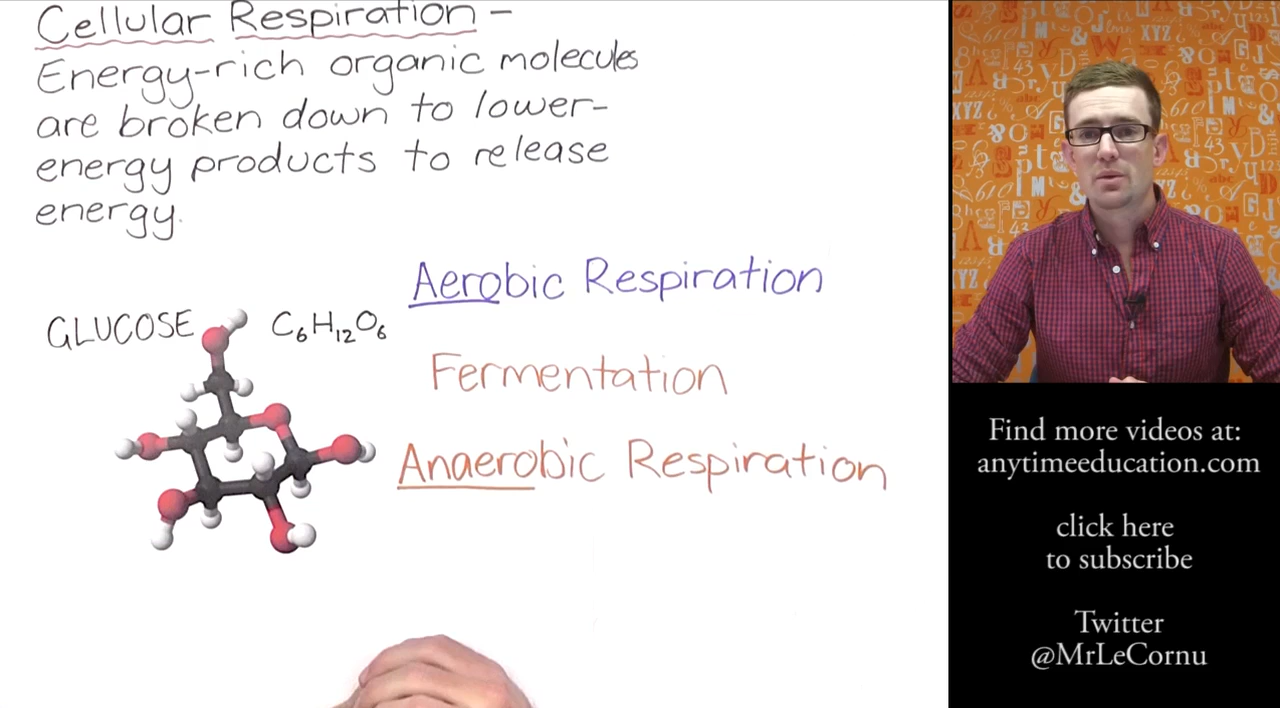 Cellular Respiration –
Energy-rich organic molecules
are broken down to lower-
energy products to release
energy.
Aerobic Respiration
GLUCOSE C₆H₁₂O₆
Fermentation
Anaerobic Respiration
Find more videos at:
anytimeeducation.com
click here
to subscribe
Twitter
@MrLeCornu